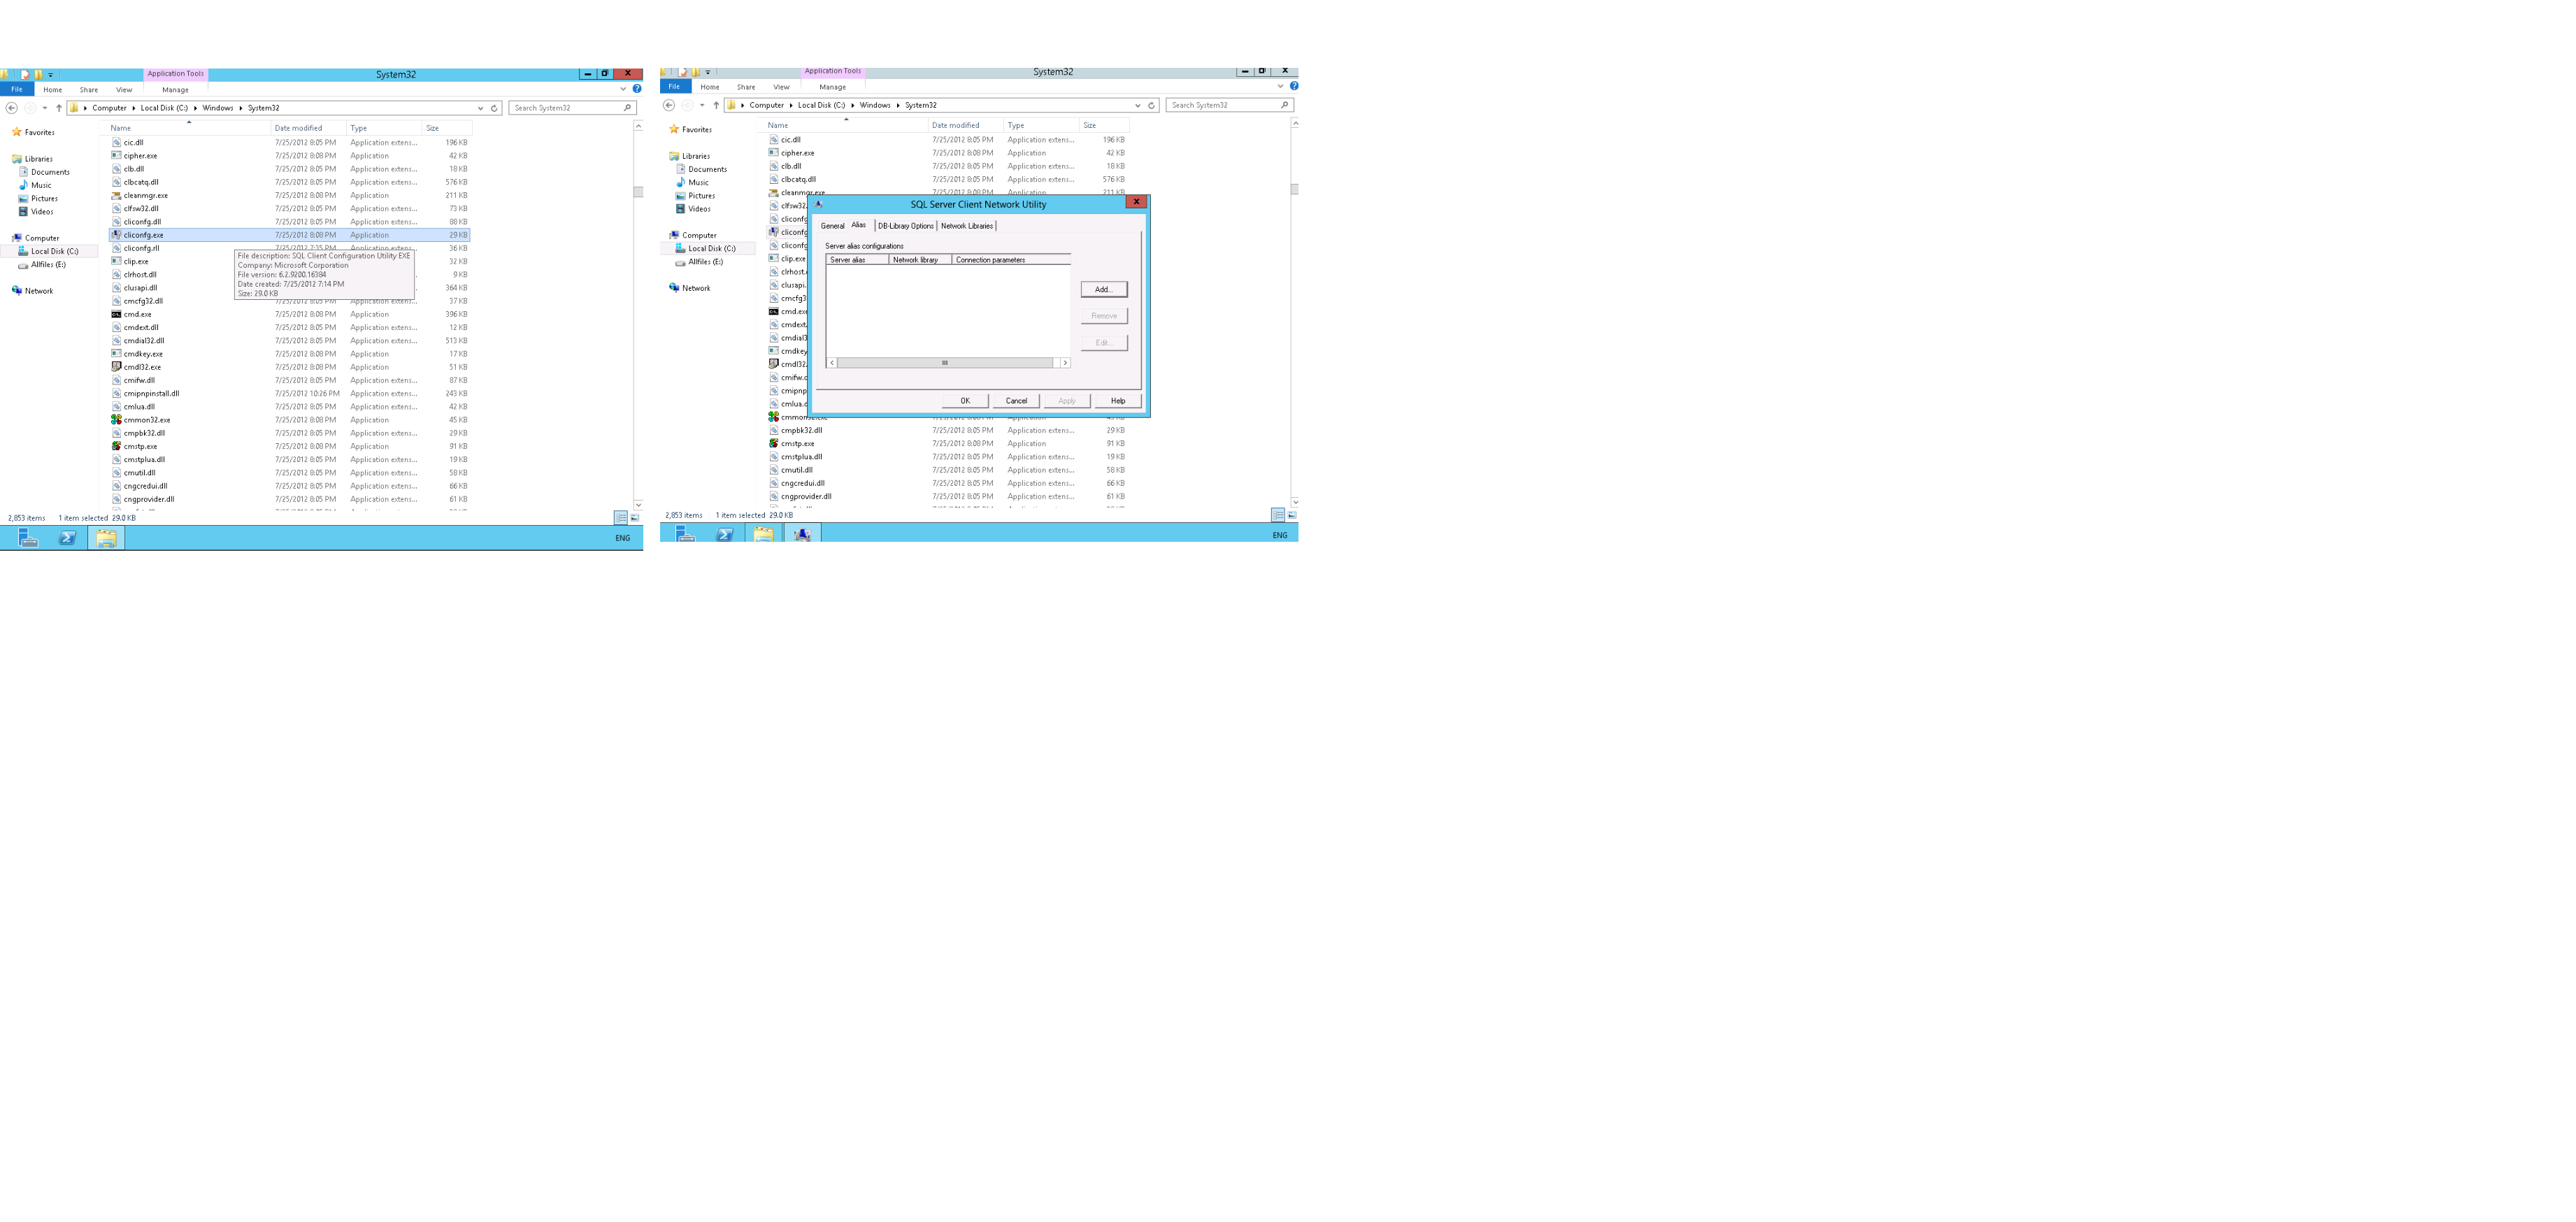 Application Tools
System32
File Home Share View Manage
Computer Local Disk (C:) Windows System32
Search System32
Name Date modified Type Size
Favorites
Libraries
Documents
Music
Pictures
Videos
Computer
Local Disk (C:)
Allfiles (E:)
Network
cic.dll 7/25/2012 8:05 PM Application extens... 196 KB
cipher.exe 7/25/2012 8:08 PM Application 42 KB
clb.dll 7/25/2012 8:05 PM Application extens... 18 KB
clbcatq.dll 7/25/2012 8:05 PM Application extens... 576 KB
cleanmgr.exe 7/25/2012 8:08 PM Application 211 KB
clfsw32.dll 7/25/2012 8:05 PM Application extens... 73 KB
cliconfg.dll 7/25/2012 8:05 PM Application extens... 88 KB
cliconfg.exe 7/25/2012 8:08 PM Application 29 KB
cliconfg.rll 7/25/2012 7:35 PM Application extens... 36 KB
clip.exe 32 KB
clrhost.dll 9 KB
clusapi.dll 364 KB
cmcfg32.dll 7/25/2012 8:05 PM Application extens... 37 KB
File description: SQL Client Configuration Utility EXE
Company: Microsoft Corporation
File version: 6.2.9200.16384
Date created: 7/25/2012 7:14 PM
Size: 29.0 KB
cmd.exe 7/25/2012 8:08 PM Application 396 KB
cmdext.dll 7/25/2012 8:05 PM Application extens... 12 KB
cmdial32.dll 7/25/2012 8:05 PM Application extens... 513 KB
cmdkey.exe 7/25/2012 8:08 PM Application 17 KB
cmdl32.exe 7/25/2012 8:08 PM Application 51 KB
cmifw.dll 7/25/2012 8:05 PM Application extens... 87 KB
cmipnpinstall.dll 7/25/2012 10:26 PM Application extens... 243 KB
cmlua.dll 7/25/2012 8:05 PM Application extens... 42 KB
cmmon32.exe 7/25/2012 8:08 PM Application 45 KB
cmpbk32.dll 7/25/2012 8:05 PM Application extens... 29 KB
cmstp.exe 7/25/2012 8:08 PM Application 91 KB
cmstplua.dll 7/25/2012 8:05 PM Application extens... 19 KB
cmutil.dll 7/25/2012 8:05 PM Application extens... 58 KB
cngcredui.dll 7/25/2012 8:05 PM Application extens... 66 KB
cngprovider.dll 7/25/2012 8:05 PM Application extens... 61 KB
2,853 items 1 item selected 29.0 KB
ENG
Application Tools
System32
File Home Share View Manage
Computer Local Disk (C:) Windows System32
Search System32
Name Date modified Type Size
Favorites
Libraries
Documents
Music
Pictures
Videos
Computer
Local Disk (C:)
Allfiles (E:)
Network
cic.dll 7/25/2012 8:05 PM Application extens... 196 KB
cipher.exe 7/25/2012 8:08 PM Application 42 KB
clb.dll 7/25/2012 8:05 PM Application extens... 18 KB
clbcatq.dll 7/25/2012 8:05 PM Application extens... 576 KB
cleanmgr.exe 7/25/2012 8:08 PM Application 211 KB
clfsw32.
cliconfg
cliconfg
cliconfg
clip.exe
clrhost.
clusapi.
cmcfg3
cmd.exe
cmdext.
cmdial3
cmdkey
cmdl32.
cmifw.d
cmipnp
cmlua.d
SQL Server Client Network Utility
General Alias DB-Library Options Network Libraries
Server alias configurations
Server alias Network library Connection parameters
Add...
Remove
Edit...
OK Cancel Apply Help
cmpbk32.dll 7/25/2012 8:05 PM Application extens... 29 KB
cmstp.exe 7/25/2012 8:08 PM Application 91 KB
cmstplua.dll 7/25/2012 8:05 PM Application extens... 19 KB
cmutil.dll 7/25/2012 8:05 PM Application extens... 58 KB
cngcredui.dll 7/25/2012 8:05 PM Application extens... 66 KB
cngprovider.dll 7/25/2012 8:05 PM Application extens... 61 KB
2,853 items 1 item selected 29.0 KB
ENG